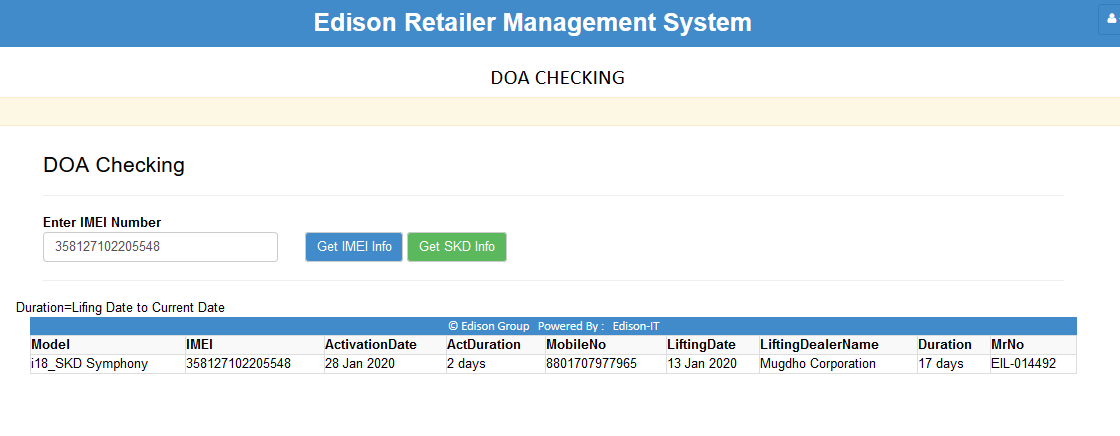 Edison Retailer Management System
DOA CHECKING
DOA Checking
Enter IMEI Number
358127102205548 Get IMEI Info Get SKD Info
Duration=Lifing Date to Current Date
© Edison Group Powered By : Edison-IT
Model IMEI ActivationDate ActDuration MobileNo LiftingDate LiftingDealerName Duration MrNo
i18_SKD Symphony 358127102205548 28 Jan 2020 2 days 8801707977965 13 Jan 2020 Mugdho Corporation 17 days EIL-014492